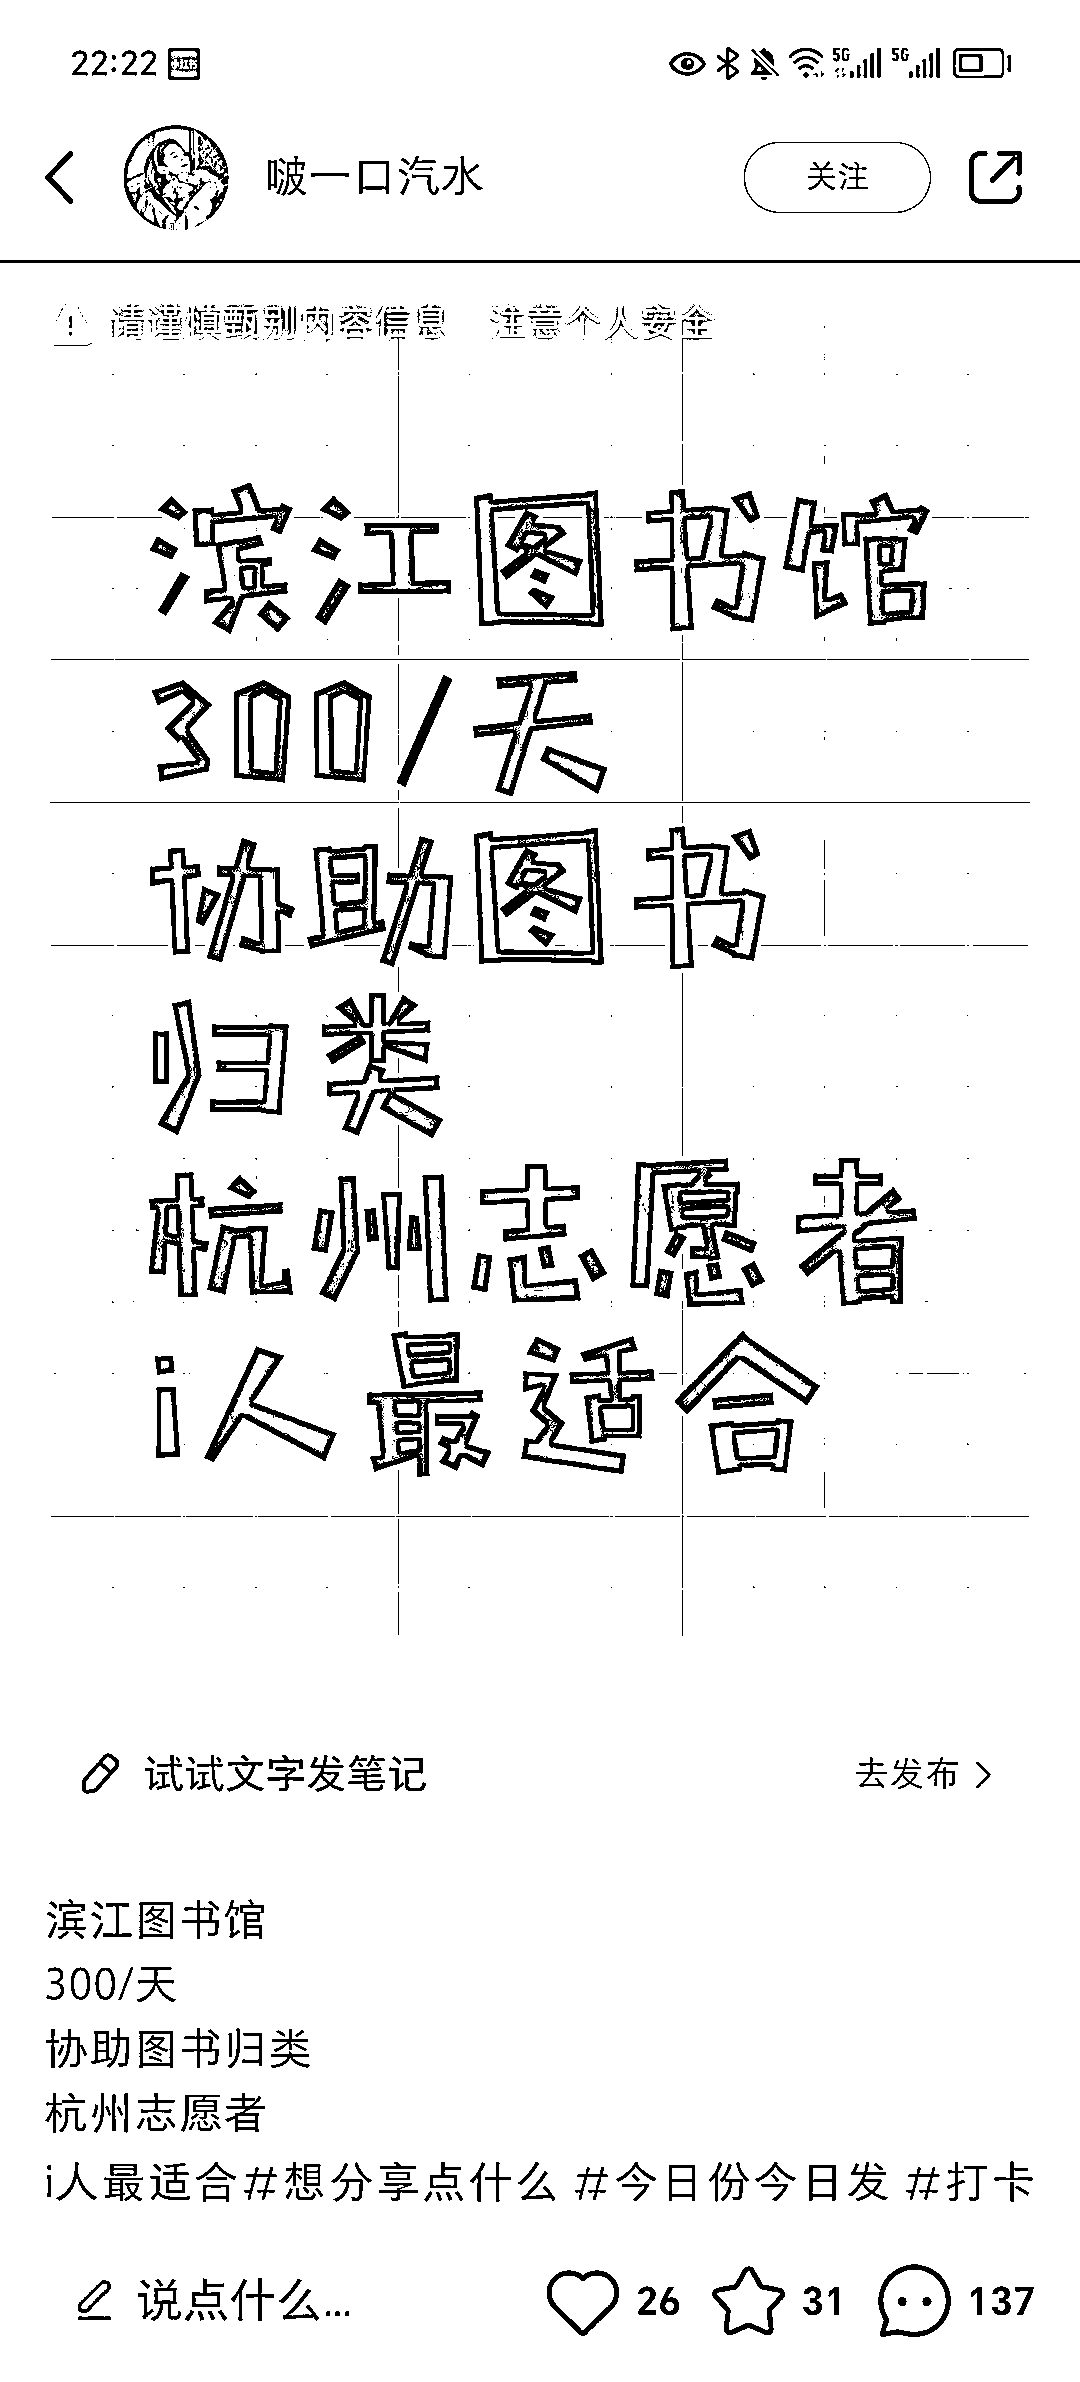 22:22
5G 5G
啵一口汽水
关注
请谨慎甄别内容信息 注意个人安全
滨江图书馆
300/天
协助图书
归类
杭州志愿者
i人最适合
试试文字发笔记
去发布
滨江图书馆
300/天
协助图书归类
杭州志愿者
i人最适合#想分享点什么 #今日份今日发 #打卡
说点什么...
26
31
137